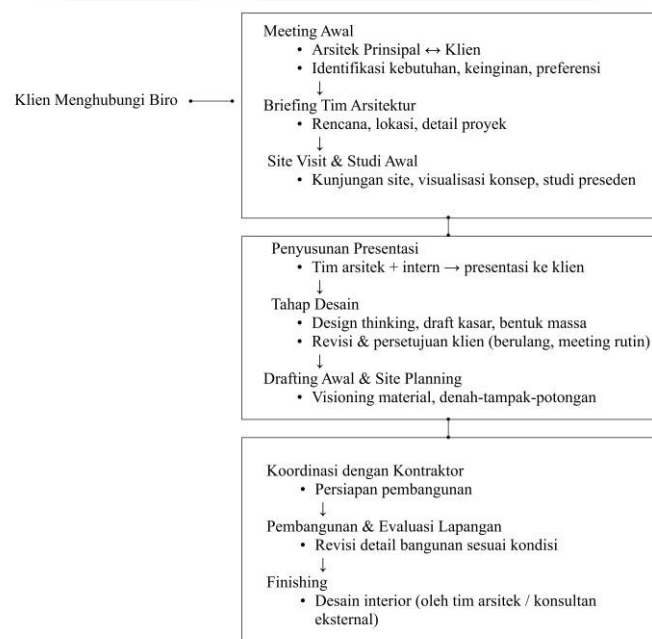 Klien Menghubungi Biro
Meeting Awal
• Arsitek Prinsipal ↔ Klien
• Identifikasi kebutuhan, keinginan, preferensi
↓
Briefing Tim Arsitektur
• Rencana, lokasi, detail proyek
↓
Site Visit & Studi Awal
• Kunjungan site, visualisasi konsep, studi preseden
Penyusunan Presentasi
• Tim arsitek + intern → presentasi ke klien
↓
Tahap Desain
• Design thinking, draft kasar, bentuk massa
• Revisi & persetujuan klien (berulang, meeting rutin)
↓
Drafting Awal & Site Planning
• Visioning material, denah-tampak-potongan
Koordinasi dengan Kontraktor
• Persiapan pembangunan
↓
Pembangunan & Evaluasi Lapangan
• Revisi detail bangunan sesuai kondisi
↓
Finishing
• Desain interior (oleh tim arsitek / konsultan
eksternal)